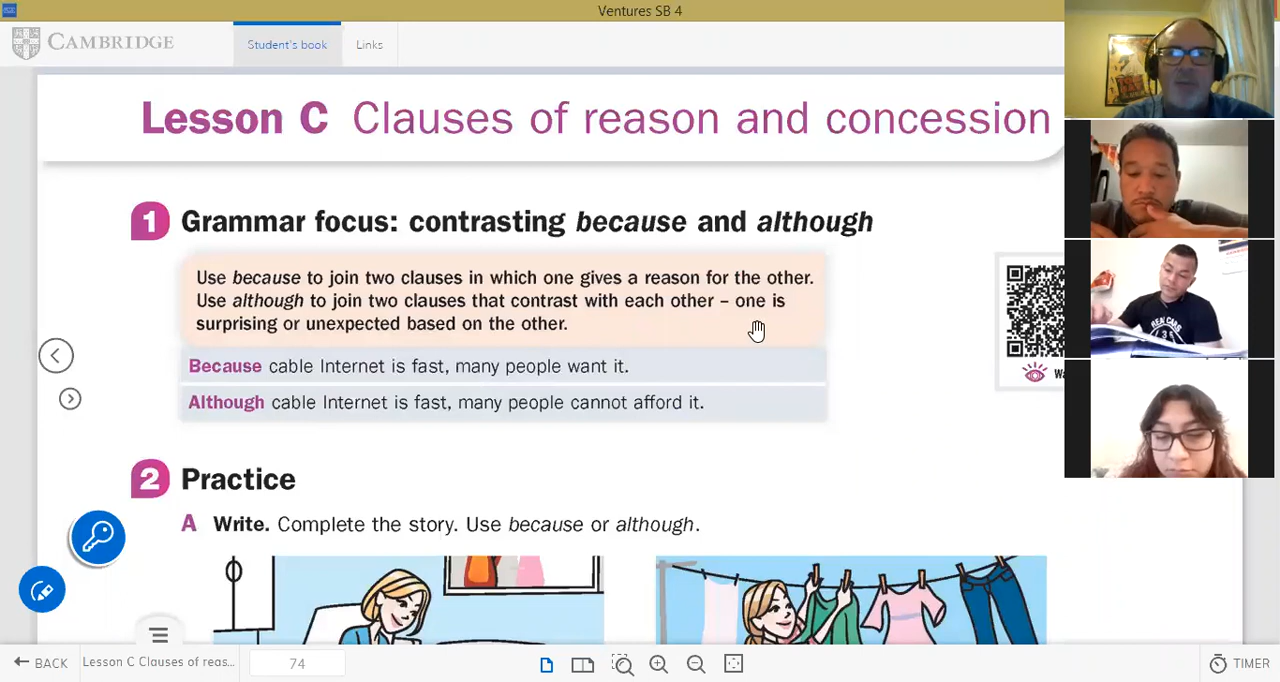 Ventures SB 4
CAMBRIDGE
Student's book
Links
Lesson C Clauses of reason and concession
1 Grammar focus: contrasting because and although
Use because to join two clauses in which one gives a reason for the other.
Use although to join two clauses that contrast with each other – one is
surprising or unexpected based on the other.
Because cable Internet is fast, many people want it.
Although cable Internet is fast, many people cannot afford it.
2 Practice
A Write. Complete the story. Use because or although.
BACK
Lesson C Clauses of reas...
74
TIMER